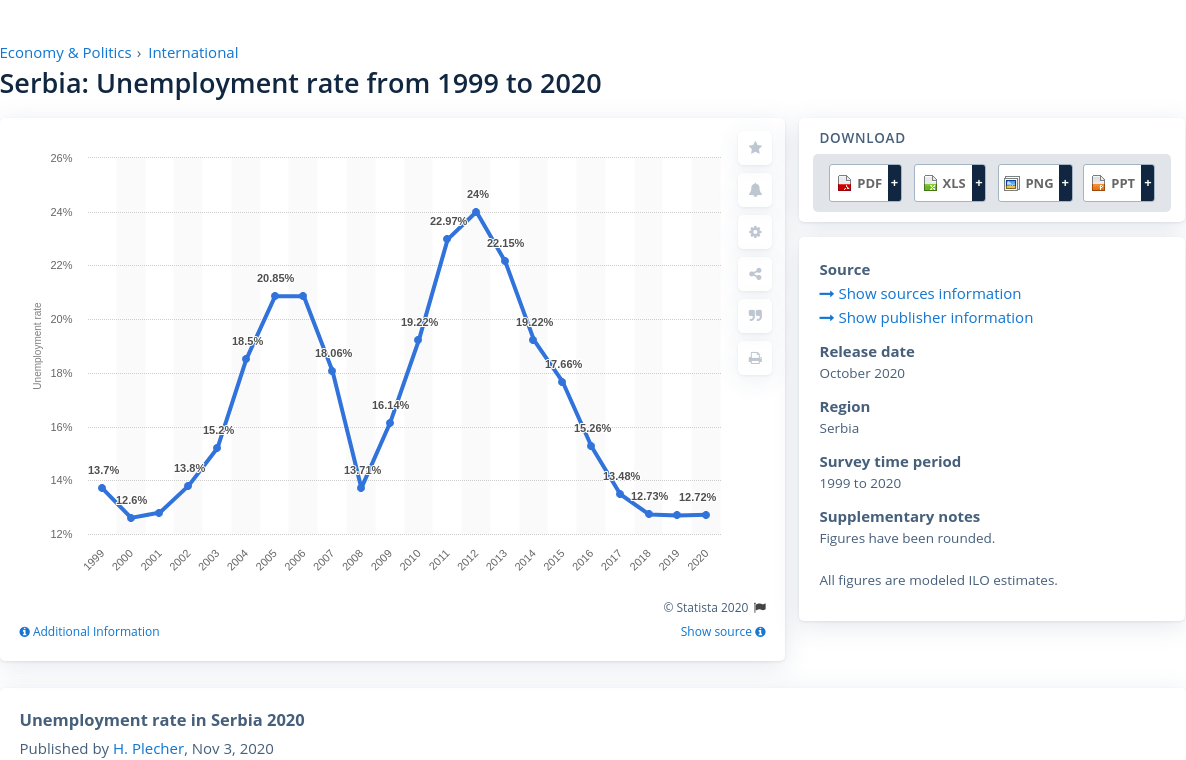 Economy & Politics › International
Serbia: Unemployment rate from 1999 to 2020
26%
24%
22%
20%
18%
16%
14%
12%
Unemployment rate
13.7%
12.6%
13.8%
15.2%
18.5%
20.85%
18.06%
13.71%
16.14%
19.22%
22.97%
24%
22.15%
19.22%
17.66%
15.26%
13.48%
12.73%
12.72%
1999
2000
2001
2002
2003
2004
2005
2006
2007
2008
2009
2010
2011
2012
2013
2014
2015
2016
2017
2018
2019
2020
© Statista 2020
Additional Information
Show source
DOWNLOAD
PDF +
XLS +
PNG +
PPT +
Source
Show sources information
Show publisher information
Release date
October 2020
Region
Serbia
Survey time period
1999 to 2020
Supplementary notes
Figures have been rounded.
All figures are modeled ILO estimates.
Unemployment rate in Serbia 2020
Published by H. Plecher, Nov 3, 2020